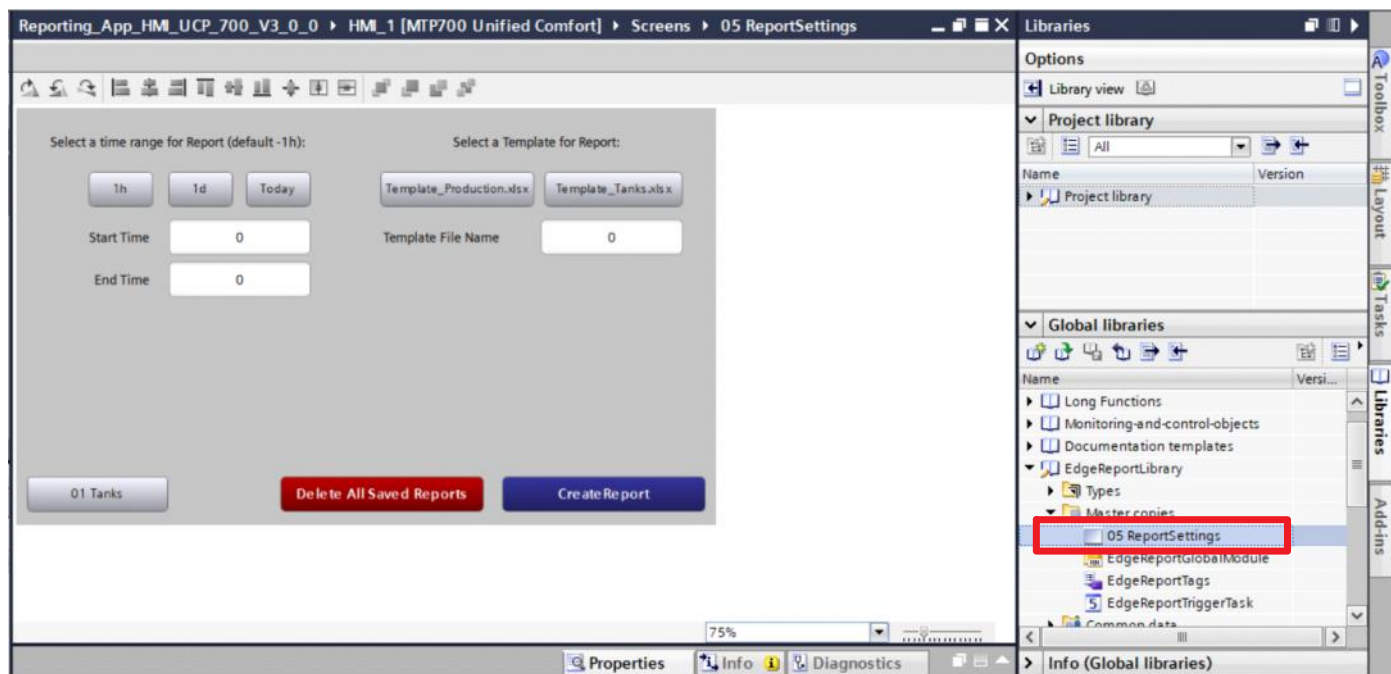 Reporting_App_HMI_UCP_700_V3_0_0 ▸ HMI_1 [MTP700 Unified Comfort] ▸ Screens ▸ 05 ReportSettings
Select a time range for Report (default -1h):
Select a Template for Report:
1h
1d
Today
Template_Production.xlsx
Template_Tanks.xlsx
Start Time
0
Template File Name
0
End Time
0
01 Tanks
Delete All Saved Reports
CreateReport
75%
Properties
Info
Diagnostics
Libraries
Options
Library view
Project library
All
Name
Version
Project library
Global libraries
Name
Versi...
Long Functions
Monitoring-and-control-objects
Documentation templates
EdgeReportLibrary
Types
Master copies
05 ReportSettings
EdgeReportGlobalModule
EdgeReportTags
EdgeReportTriggerTask
Common data
Info (Global libraries)
Toolbox
Layout
Tasks
Libraries
Add-ins